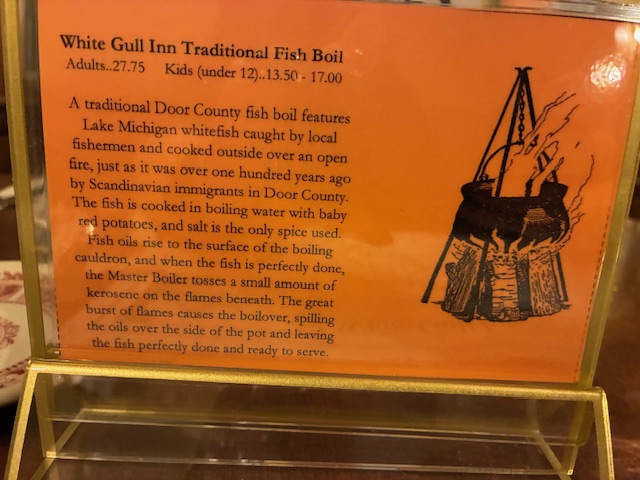 White Gull Inn Traditional Fish Boil
Adults..27.75 Kids (under 12)..13.50 - 17.00
A traditional Door County fish boil features
Lake Michigan whitefish caught by local
fishermen and cooked outside over an open
fire, just as it was over one hundred years ago
by Scandinavian immigrants in Door County.
The fish is cooked in boiling water with baby
red potatoes, and salt is the only spice used.
Fish oils rise to the surface of the boiling
cauldron, and when the fish is perfectly done,
the Master Boiler tosses a small amount of
kerosene on the flames beneath. The great
burst of flames causes the boilover, spilling
the oils over the side of the pot and leaving
the fish perfectly done and ready to serve.